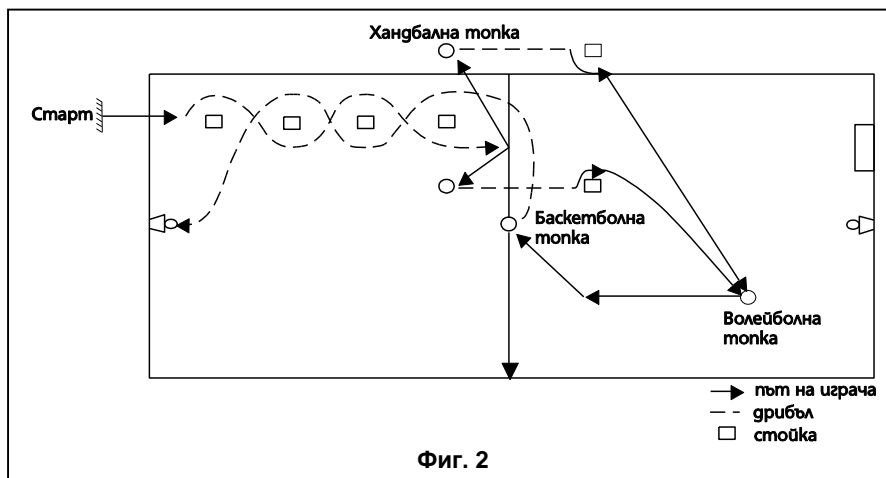 Хандбална топка
Старт
Баскетболна
топка
Волейболна
топка
път на играча
дрибъл
стойка
Фиг. 2